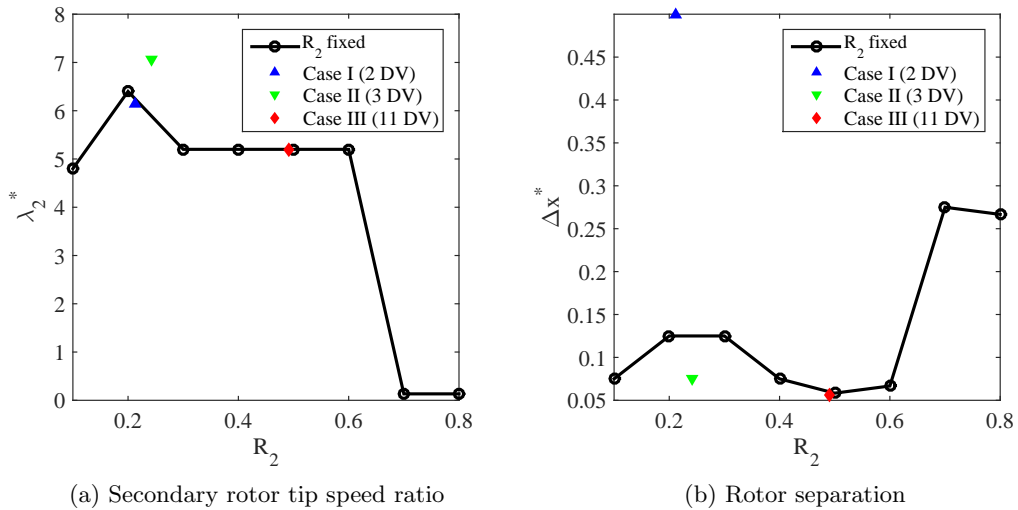 8
7
6
5
4
3
2
1
0
λ₂*
0.2
0.4
0.6
0.8
R₂
R₂ fixed
Case I (2 DV)
Case II (3 DV)
Case III (11 DV)
(a) Secondary rotor tip speed ratio
0.45
0.4
0.35
0.3
0.25
0.2
0.15
0.1
0.05
Δx*
0.2
0.4
0.6
0.8
R₂
R₂ fixed
Case I (2 DV)
Case II (3 DV)
Case III (11 DV)
(b) Rotor separation